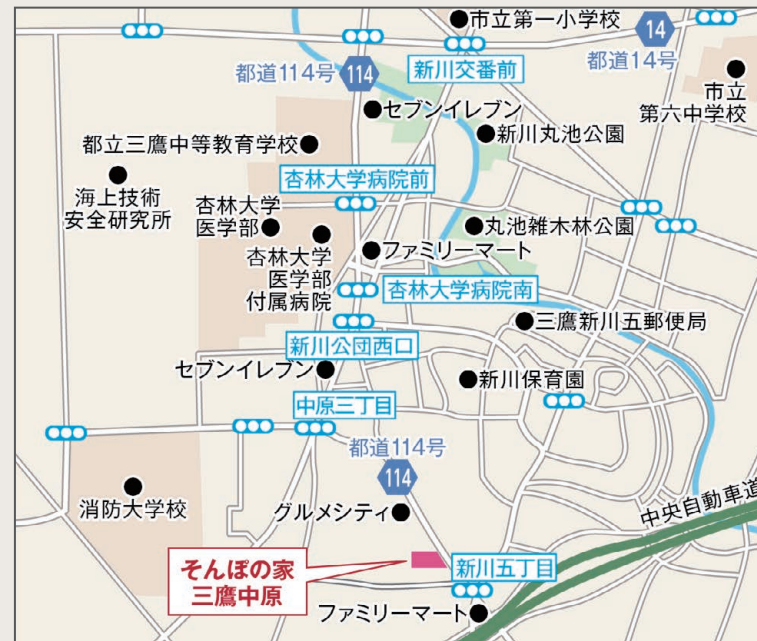 市立第一小学校
14
都道14号
都道114号
114
新川交番前
市立
第六中学校
セブンイレブン
新川丸池公園
都立三鷹中等教育学校
海上技術
安全研究所
杏林大学病院前
杏林大学
医学部
丸池雑木林公園
杏林大学
医学部
付属病院
ファミリーマート
杏林大学病院南
三鷹新川五郵便局
新川公団西口
セブンイレブン
新川保育園
中原三丁目
都道114号
114
消防大学校
グルメシティ
中央自動車道
そんぽの家
三鷹中原
新川五丁目
ファミリーマート